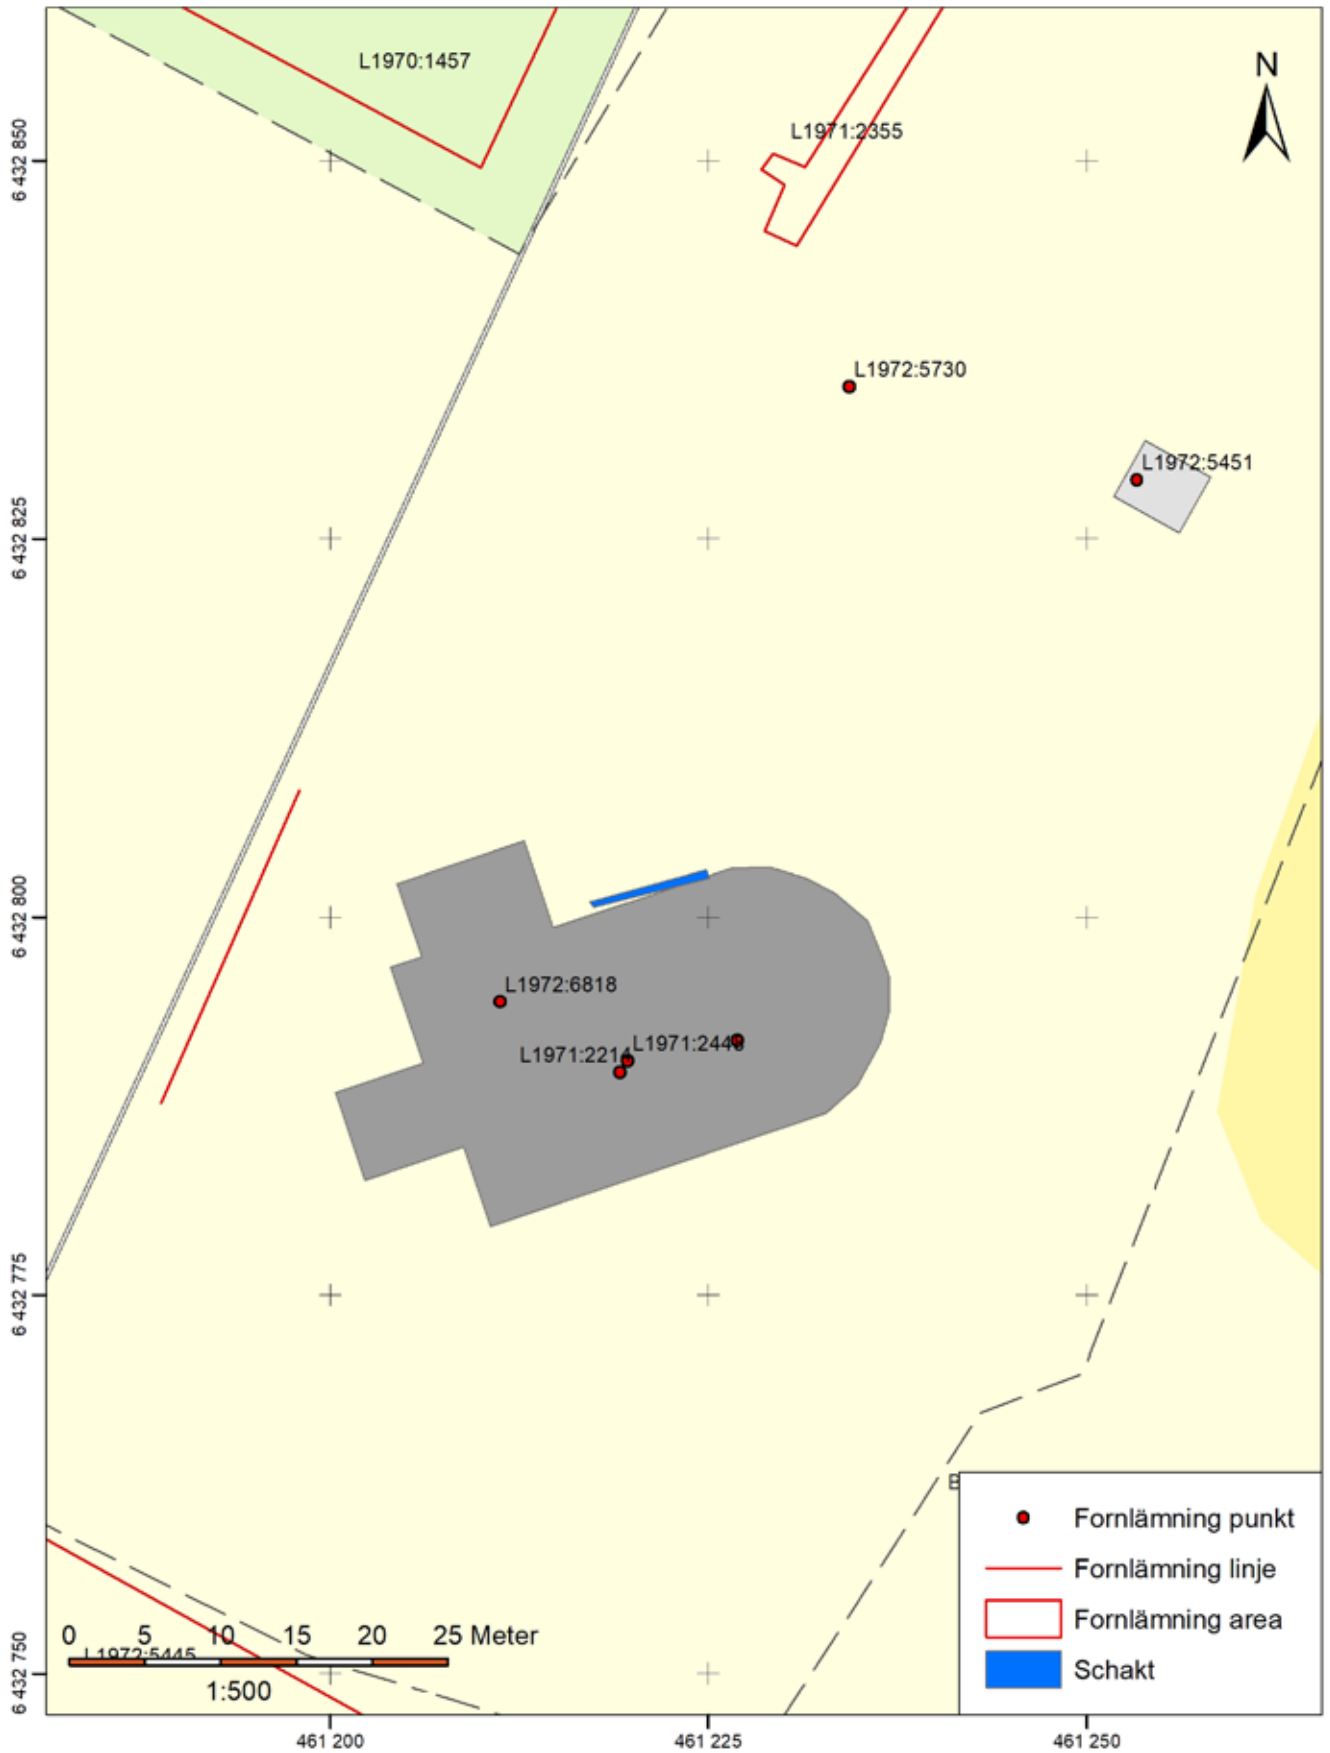 L1970:1457
N
L1971:2355
6 432 850
L1972:5730
L1972:5451
6 432 825
6 432 800
L1972:6818
L1971:2214
6 432 775
Fornlämning punkt
Fornlämning linje
Fornlämning area
Schakt
0 5 10 15 20 25 Meter
L1972:5445
1:500
6 432 750
461 200
461 225
461 250